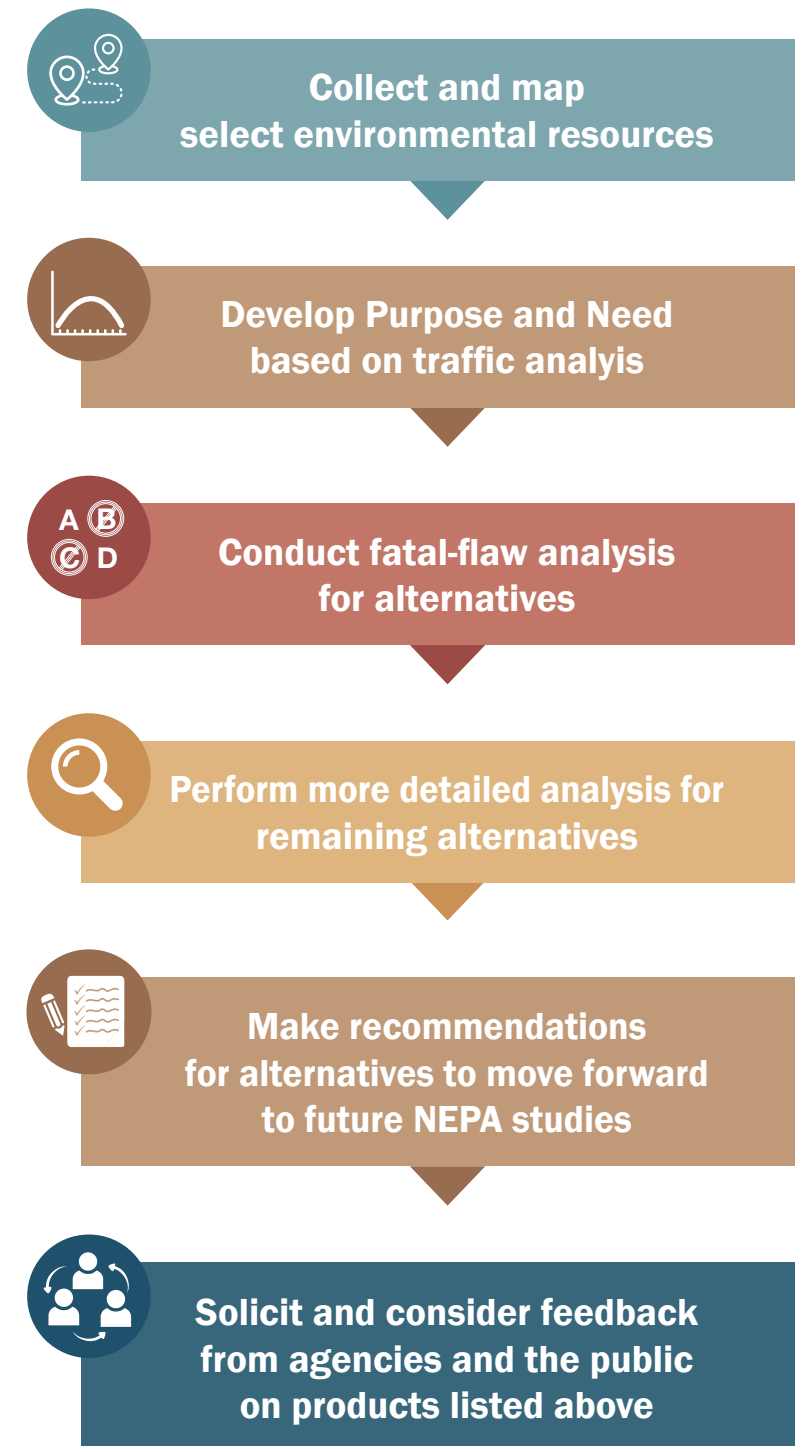 Collect and map
select environmental resources
Develop Purpose and Need
based on traffic analyis
A B
C D
Conduct fatal-flaw analysis
for alternatives
Perform more detailed analysis for
remaining alternatives
Make recommendations
for alternatives to move forward
to future NEPA studies
Solicit and consider feedback
from agencies and the public
on products listed above